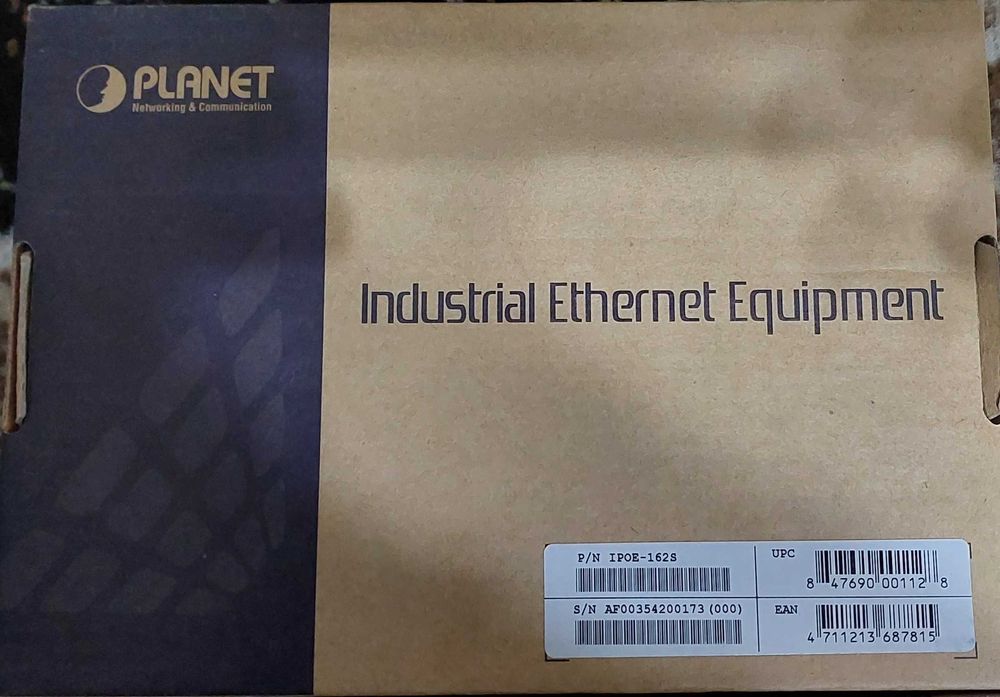 PLANET
Networking & Communication
Industrial Ethernet Equipment
P/N IPOE-162S
S/N AF00354200173(000)
UPC
8 47690 00112 8
EAN
4 711213 687815